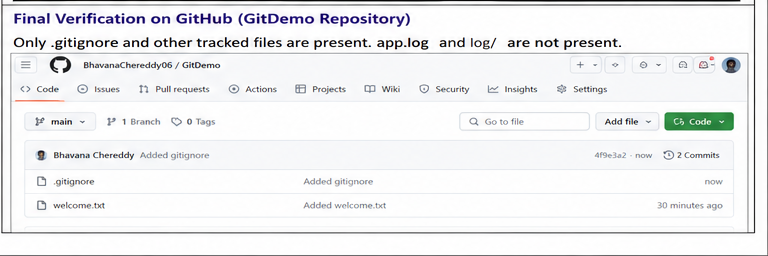 Final Verification on GitHub (GitDemo Repository)
Only .gitignore and other tracked files are present. app.log and log/ are not present.
BhavanaChereddy06 / GitDemo
Code Issues Pull requests Actions Projects Wiki Security Insights Settings
main 1 Branch 0 Tags Go to file Add file Code
Bhavana Chereddy Added gitignore 4f9e3a2 · now 2 Commits
.gitignore Added gitignore now
welcome.txt Added welcome.txt 30 minutes ago